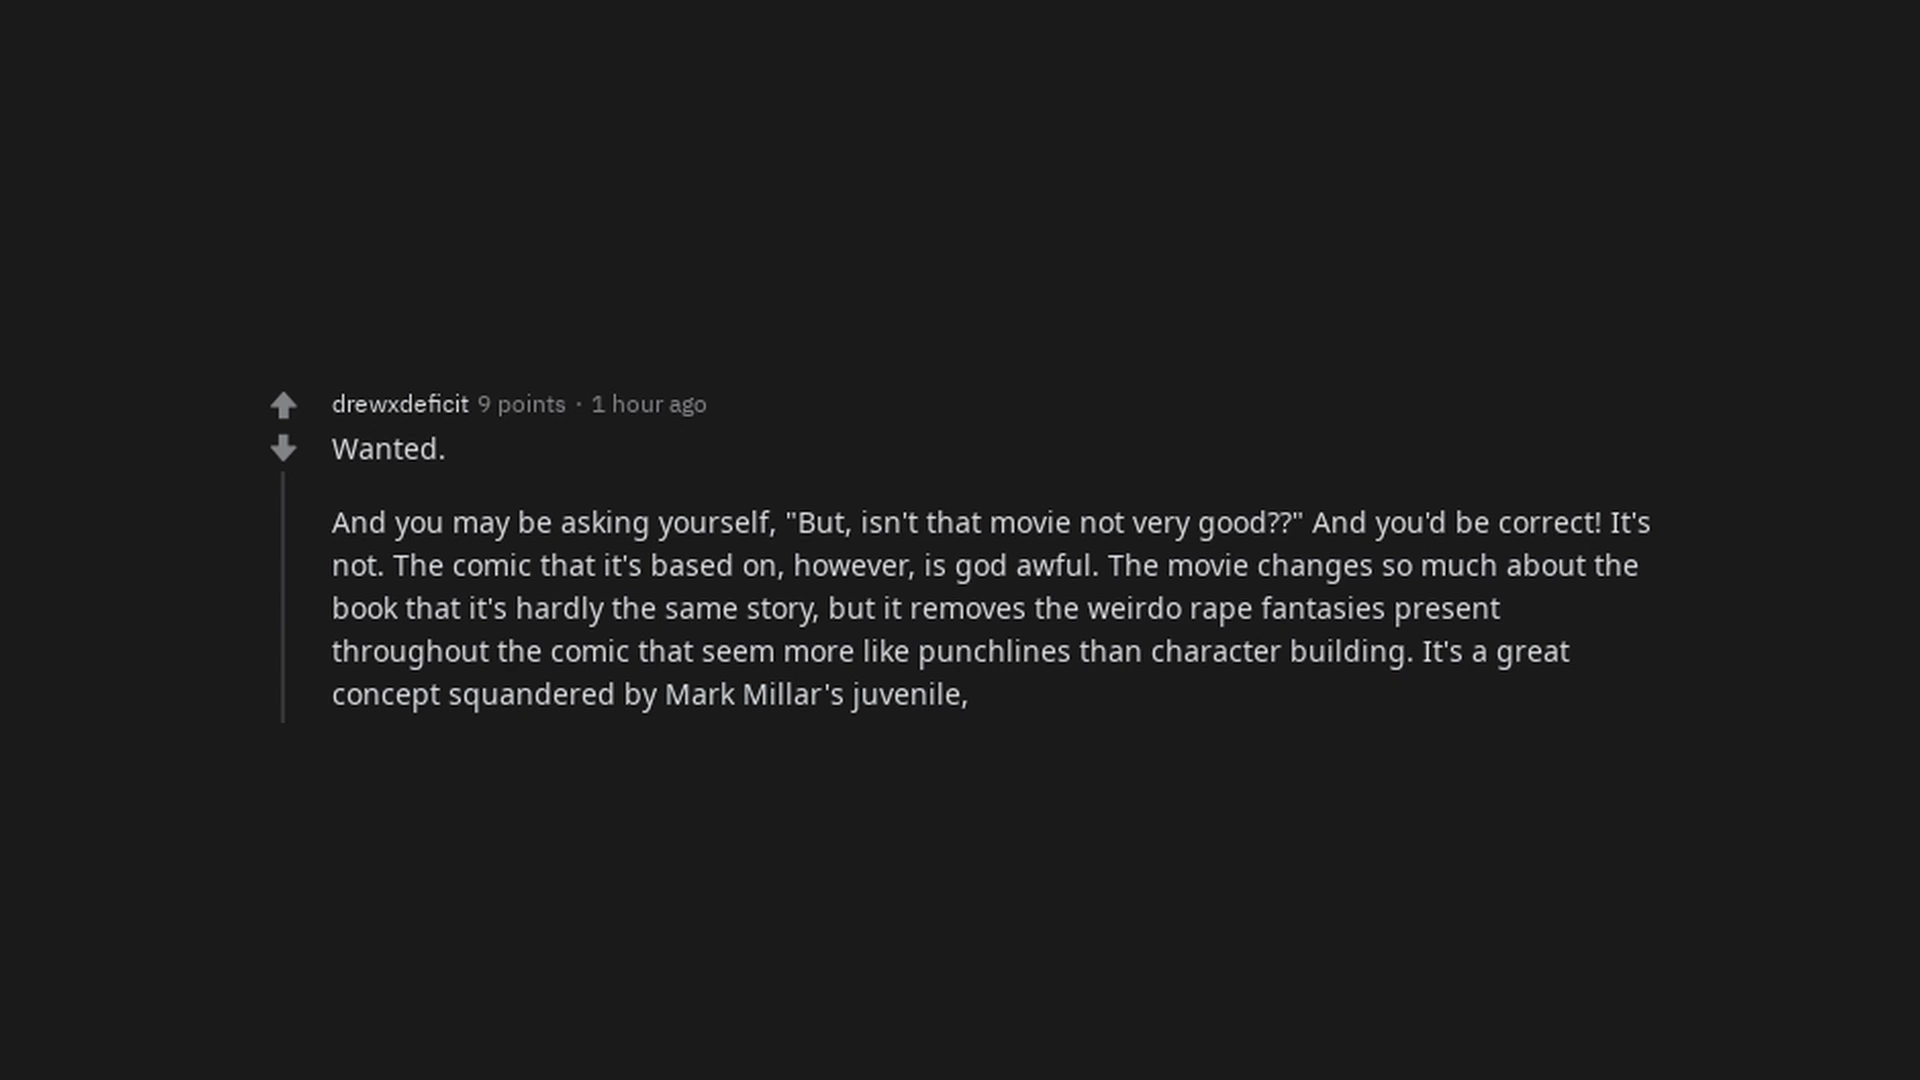 drewxdeficit 9 points · 1 hour ago
Wanted.
And you may be asking yourself, "But, isn't that movie not very good??" And you'd be correct! It's
not. The comic that it's based on, however, is god awful. The movie changes so much about the
book that it's hardly the same story, but it removes the weirdo rape fantasies present
throughout the comic that seem more like punchlines than character building. It's a great
concept squandered by Mark Millar's juvenile,